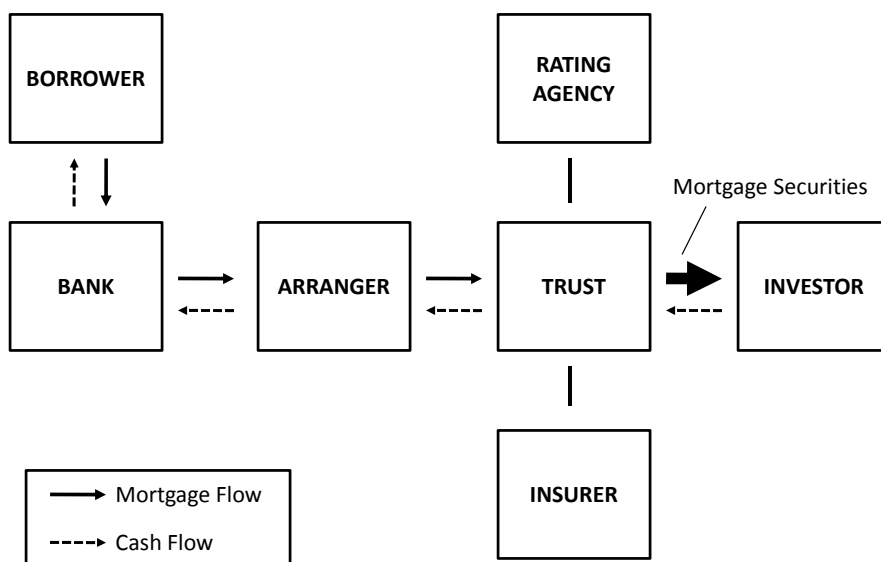 BORROWER
RATING
AGENCY
Mortgage Securities
BANK
ARRANGER
TRUST
INVESTOR
INSURER
Mortgage Flow
Cash Flow